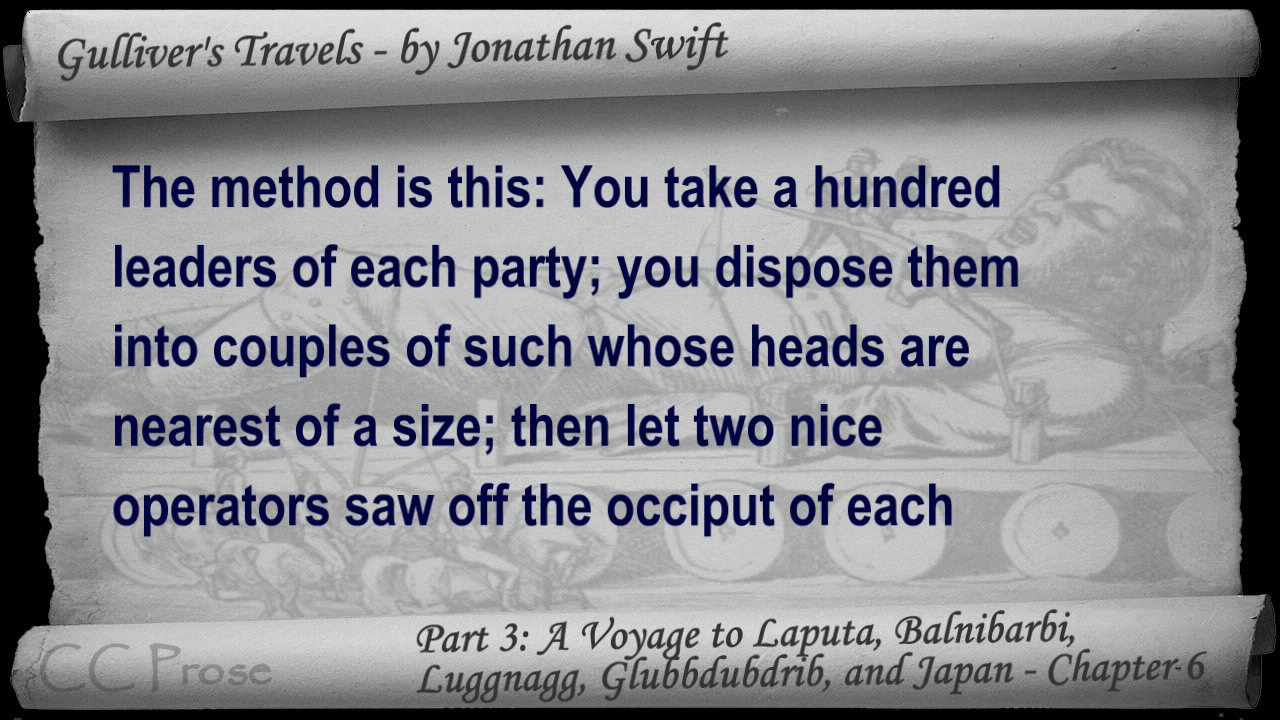 Gulliver's Travels - by Jonathan Swift
The method is this: You take a hundred
leaders of each party; you dispose them
into couples of such whose heads are
nearest of a size; then let two nice
operators saw off the occiput of each
Part 3: A Voyage to Laputa, Balnibarbi,
Luggnagg, Glubbdubdrib, and Japan - Chapter 6
CC Prose